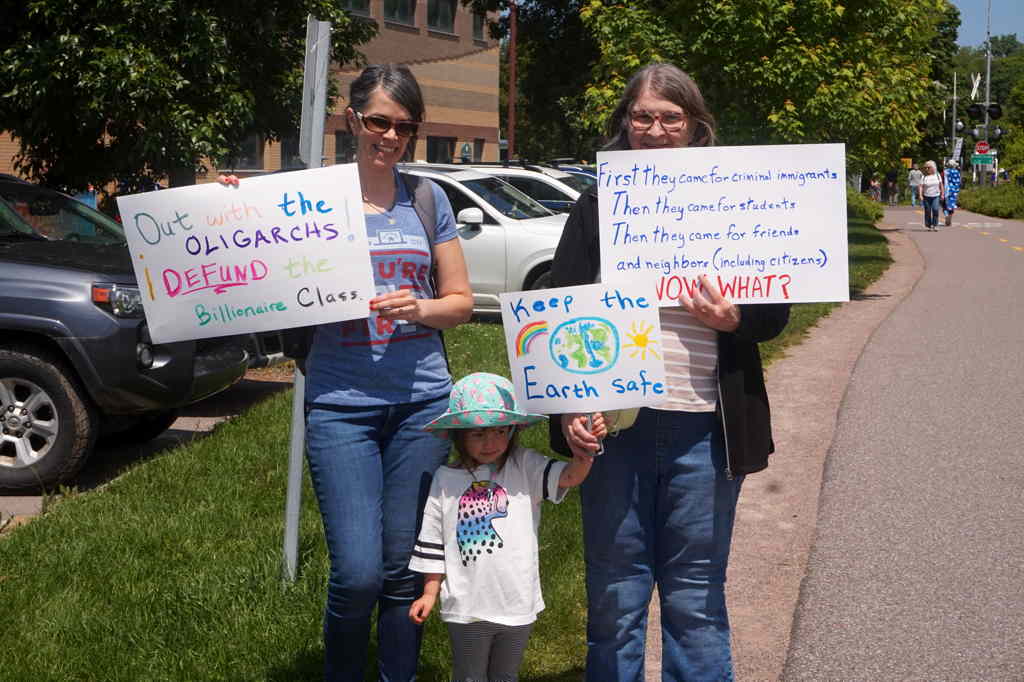 Out with the
OLIGARCHS!
¡DEFUND the
Billionaire Class.
First they came for criminal immigrants
Then they came for students
Then they came for friends
and neighbors (including citizens)
NOW WHAT?
Keep the
Earth safe